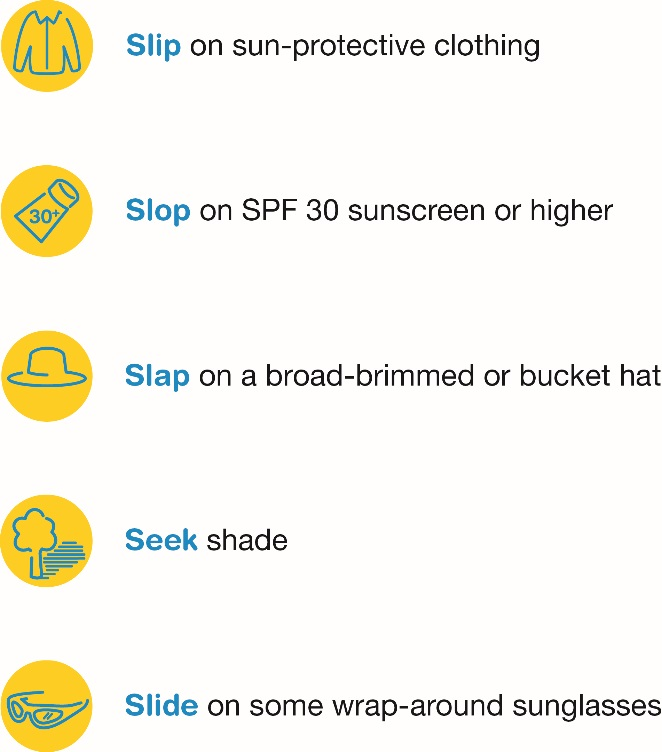 Slip on sun-protective clothing
30+
Slop on SPF 30 sunscreen or higher
Slap on a broad-brimmed or bucket hat
Seek shade
Slide on some wrap-around sunglasses